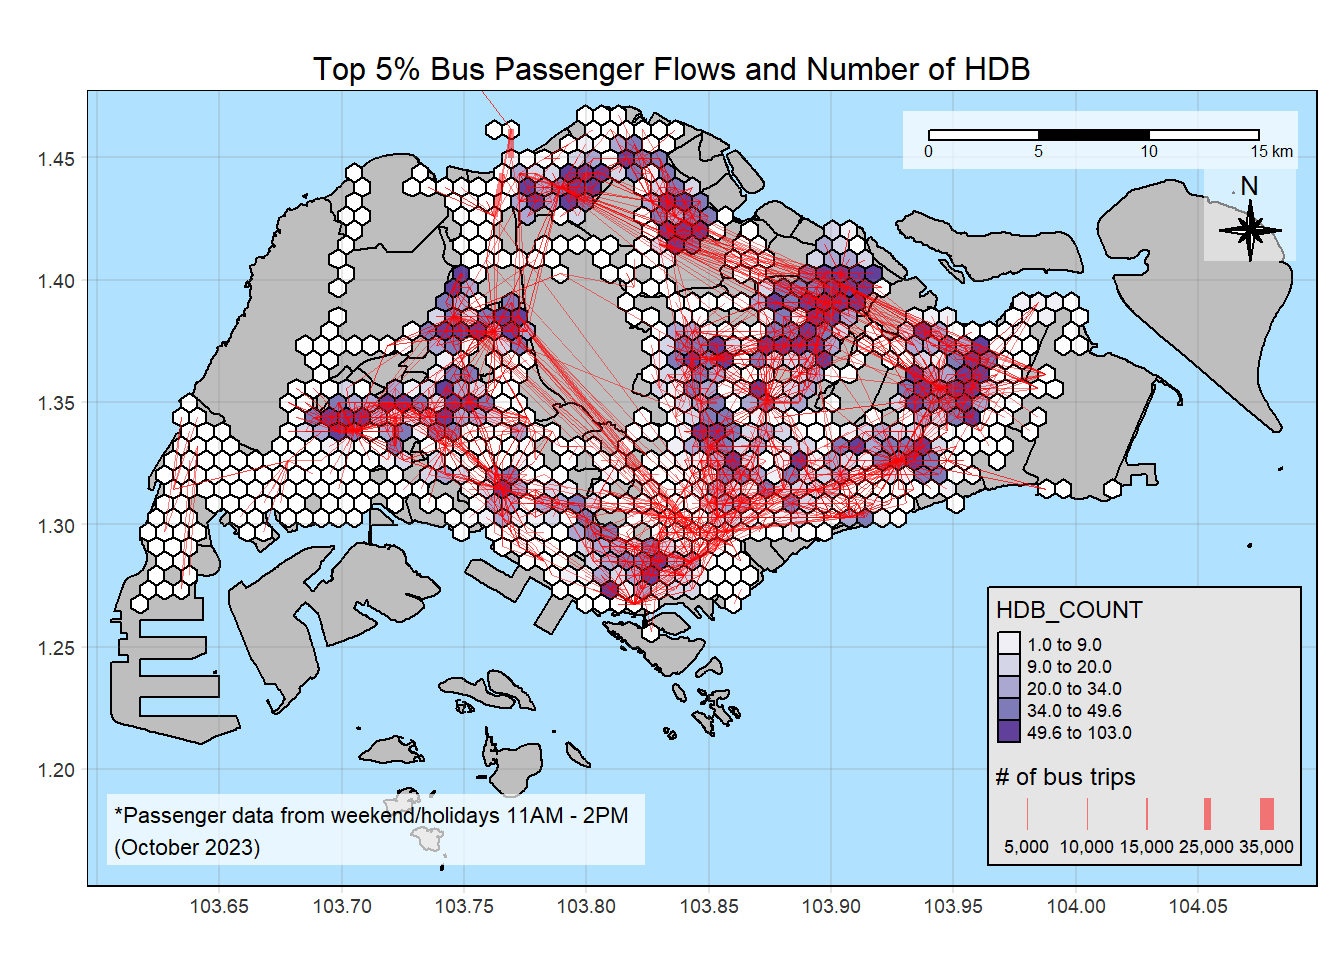 Top 5% Bus Passenger Flows and Number of HDB
1.45
1.40
1.35
1.30
1.25
1.20
0 5 10 15 km
N
HDB_COUNT
1.0 to 9.0
9.0 to 20.0
20.0 to 34.0
34.0 to 49.6
49.6 to 103.0
# of bus trips
5,000 10,000 15,000 25,000 35,000
*Passenger data from weekend/holidays 11AM - 2PM
(October 2023)
103.65 103.70 103.75 103.80 103.85 103.90 103.95 104.00 104.05